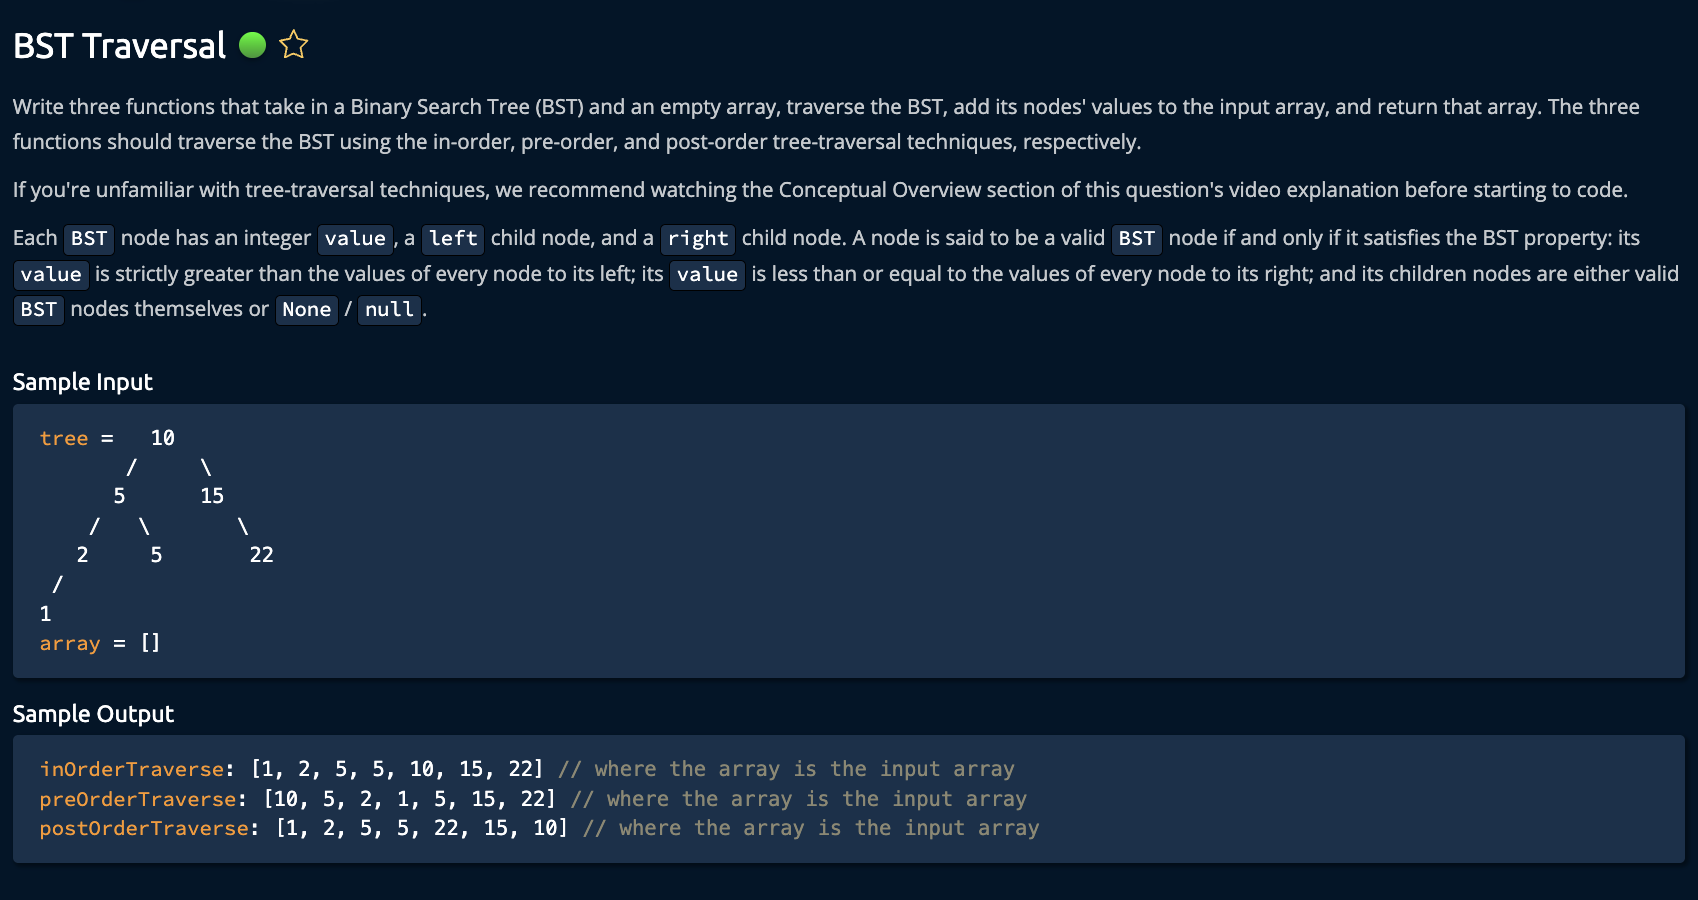 BST Traversal
Write three functions that take in a Binary Search Tree (BST) and an empty array, traverse the BST, add its nodes' values to the input array, and return that array. The three
functions should traverse the BST using the in-order, pre-order, and post-order tree-traversal techniques, respectively.
If you're unfamiliar with tree-traversal techniques, we recommend watching the Conceptual Overview section of this question's video explanation before starting to code.
Each BST node has an integer value, a left child node, and a right child node. A node is said to be a valid BST node if and only if it satisfies the BST property: its
value is strictly greater than the values of every node to its left; its value is less than or equal to the values of every node to its right; and its children nodes are either valid
BST nodes themselves or None / null.
Sample Input
tree =   10
       /     \
      5      15
    /   \       \
   2     5       22
 /
1
array = []
Sample Output
inOrderTraverse: [1, 2, 5, 5, 10, 15, 22] // where the array is the input array
preOrderTraverse: [10, 5, 2, 1, 5, 15, 22] // where the array is the input array
postOrderTraverse: [1, 2, 5, 5, 22, 15, 10] // where the array is the input array